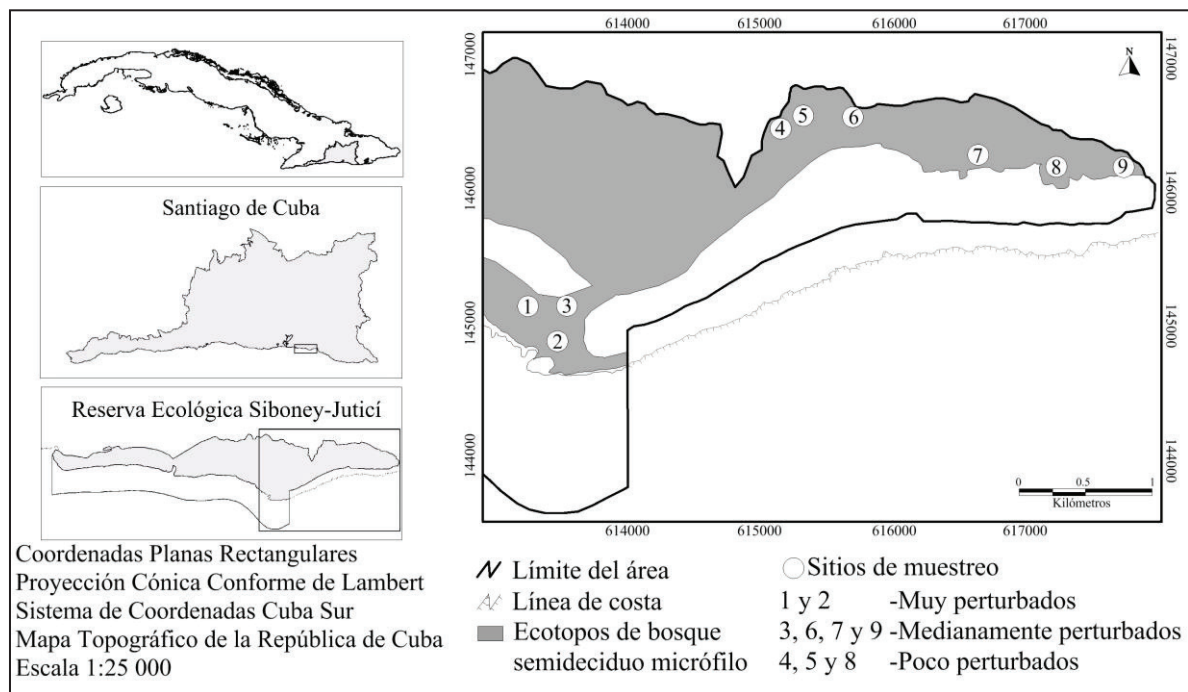 Santiago de Cuba
Reserva Ecológica Siboney-Juticí
Coordenadas Planas Rectangulares
Proyección Cónica Conforme de Lambert
Sistema de Coordenadas Cuba Sur
Mapa Topográfico de la República de Cuba
Escala 1:25 000
614000 615000 616000 617000
147000 147000
N
4 5 6
7 8 9
146000 146000
1 3
2
145000 145000
144000 144000
0 0.5 1
Kilómetros
614000 615000 616000 617000
Límite del área
Línea de costa
Ecotopos de bosque
semideciduo micrófilo
Sitios de muestreo
1 y 2 -Muy perturbados
3, 6, 7 y 9 -Medianamente perturbados
4, 5 y 8 -Poco perturbados